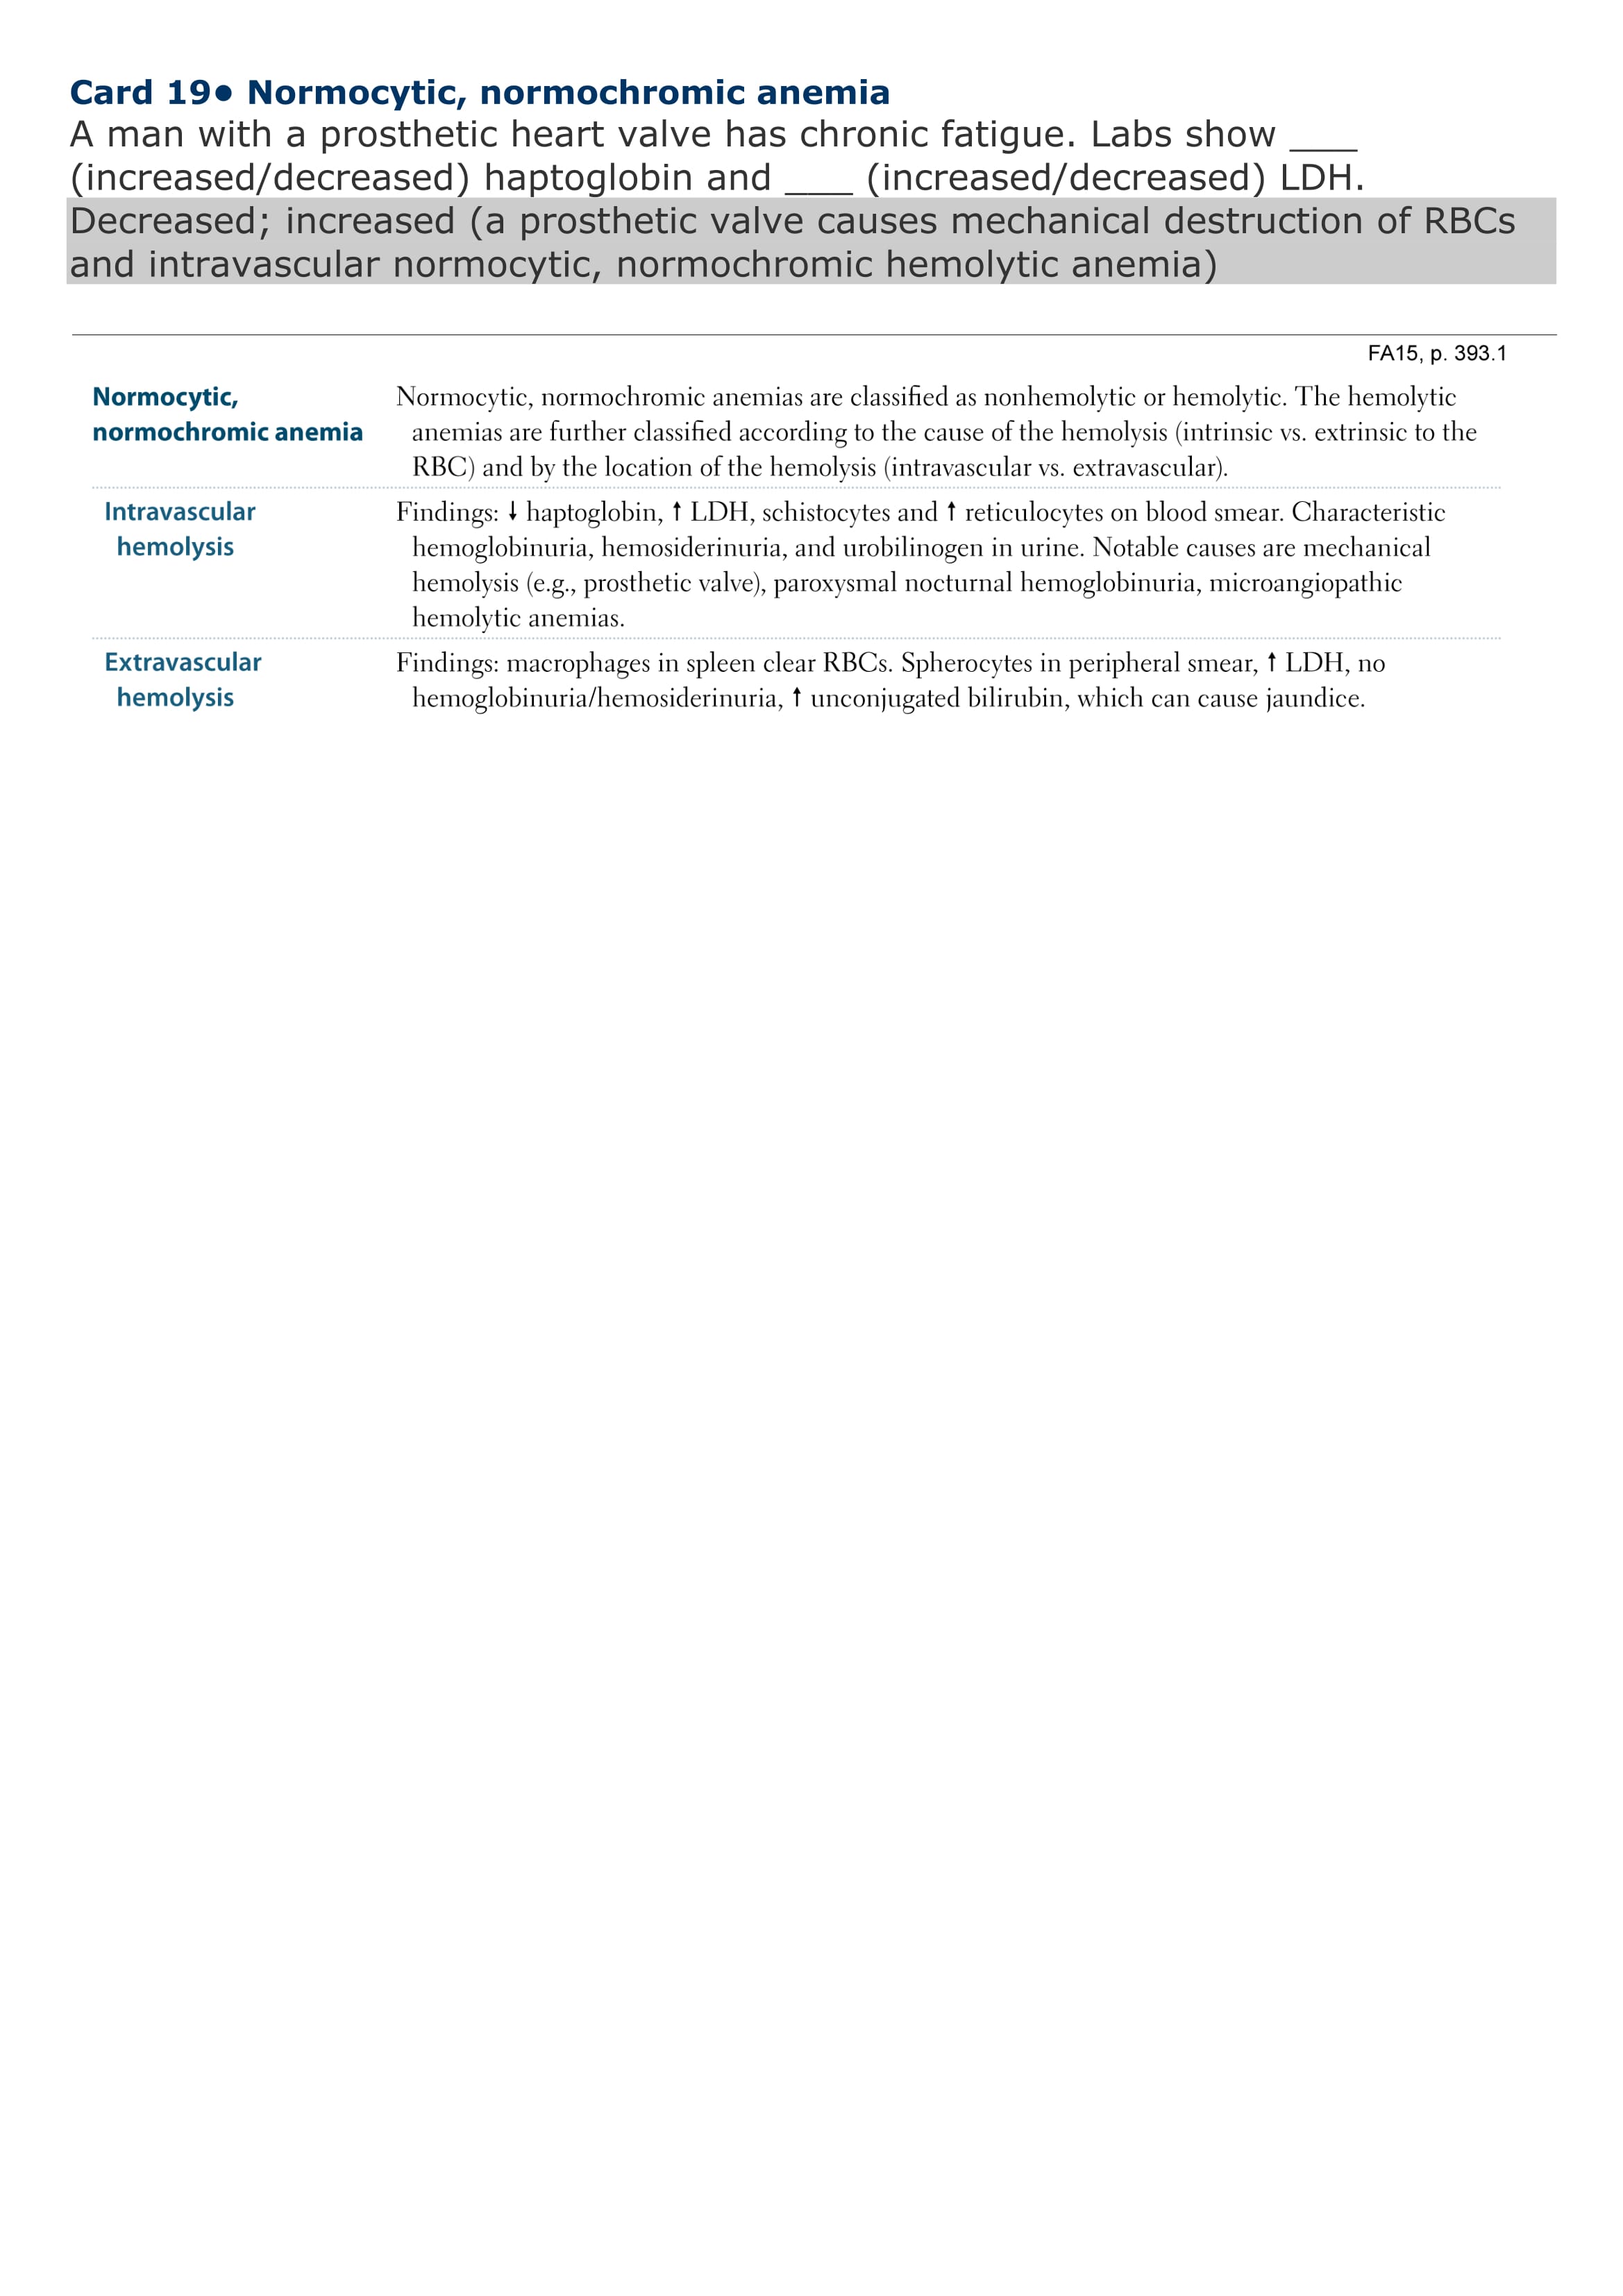 Card 19● Normocytic, normochromic anemia
A man with a prosthetic heart valve has chronic fatigue. Labs show ___
(increased/decreased) haptoglobin and ___ (increased/decreased) LDH.
Decreased; increased (a prosthetic valve causes mechanical destruction of RBCs
and intravascular normocytic, normochromic hemolytic anemia)
FA15, p. 393.1
Normocytic,
normochromic anemia
Normocytic, normochromic anemias are classified as nonhemolytic or hemolytic. The hemolytic
anemias are further classified according to the cause of the hemolysis (intrinsic vs. extrinsic to the
RBC) and by the location of the hemolysis (intravascular vs. extravascular).
Intravascular
hemolysis
Findings: ↓ haptoglobin, ↑ LDH, schistocytes and ↑ reticulocytes on blood smear. Characteristic
hemoglobinuria, hemosiderinuria, and urobilinogen in urine. Notable causes are mechanical
hemolysis (e.g., prosthetic valve), paroxysmal nocturnal hemoglobinuria, microangiopathic
hemolytic anemias.
Extravascular
hemolysis
Findings: macrophages in spleen clear RBCs. Spherocytes in peripheral smear, ↑ LDH, no
hemoglobinuria/hemosiderinuria, ↑ unconjugated bilirubin, which can cause jaundice.